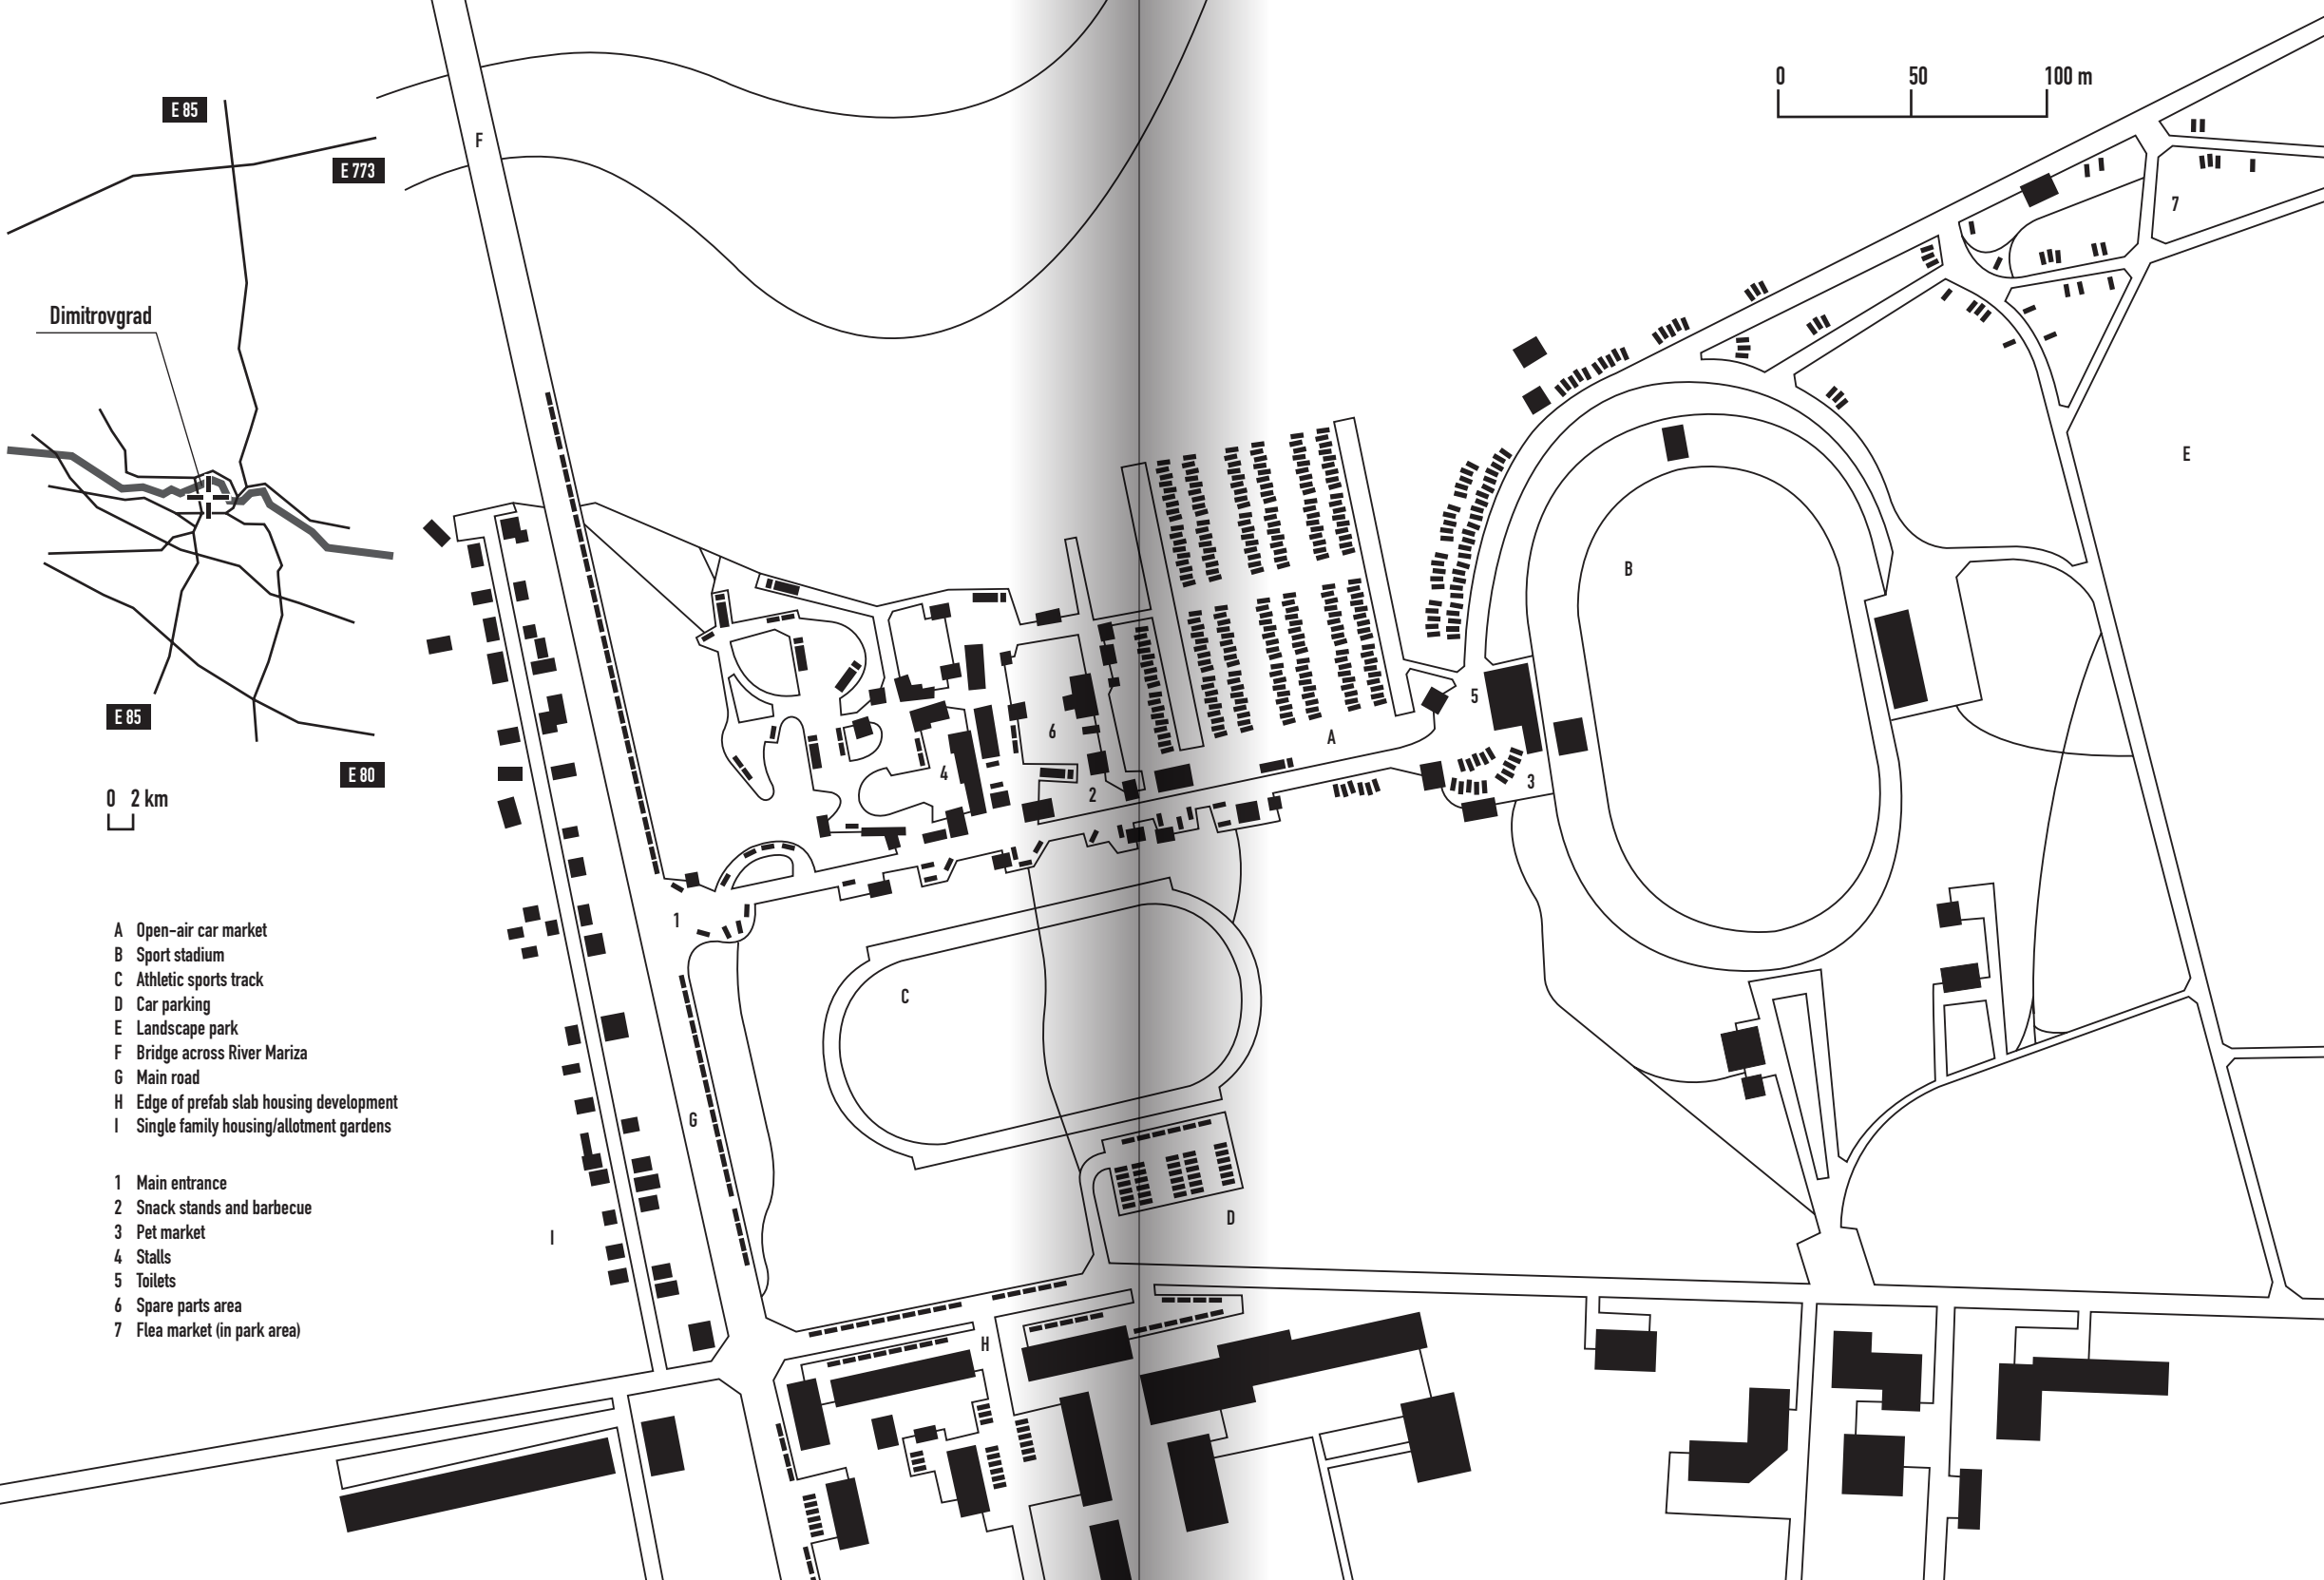 E 85
E 773
Dimitrovgrad
E 85
E 80
0 2 km
A Open-air car market
B Sport stadium
C Athletic sports track
D Car parking
E Landscape park
F Bridge across River Mariza
G Main road
H Edge of prefab slab housing development
I Single family housing/allotment gardens
1 Main entrance
2 Snack stands and barbecue
3 Pet market
4 Stalls
5 Toilets
6 Spare parts area
7 Flea market (in park area)
0 50 100 m
F
7
E
B
5
6
A
4
2
3
1
C
G
D
I
H